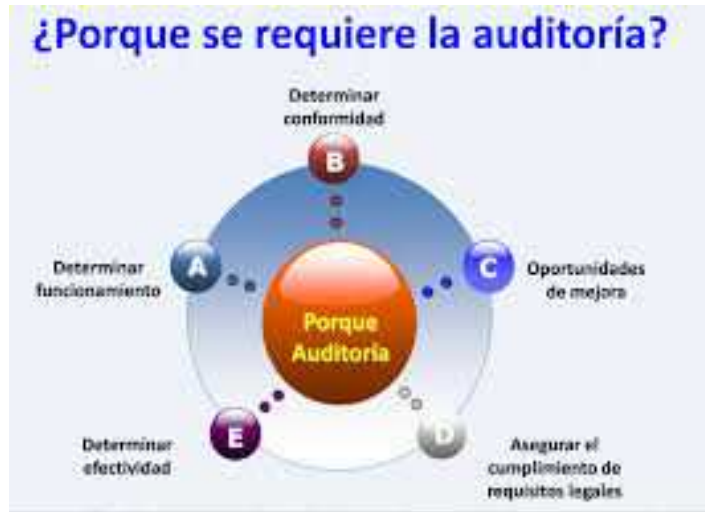 ¿Porque se requiere la auditoría?
Determinar
conformidad
B
A
Determinar
funcionamiento
C
Oportunidades
de mejora
Porque
Auditoría
E
Determinar
efectividad
D
Asegurar el
cumplimiento de
requisitos legales